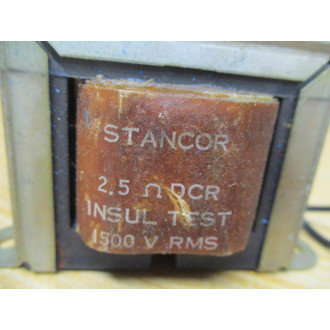 STANCOR
2.5 Ω DCR
INSUL TEST
1500 V RMS